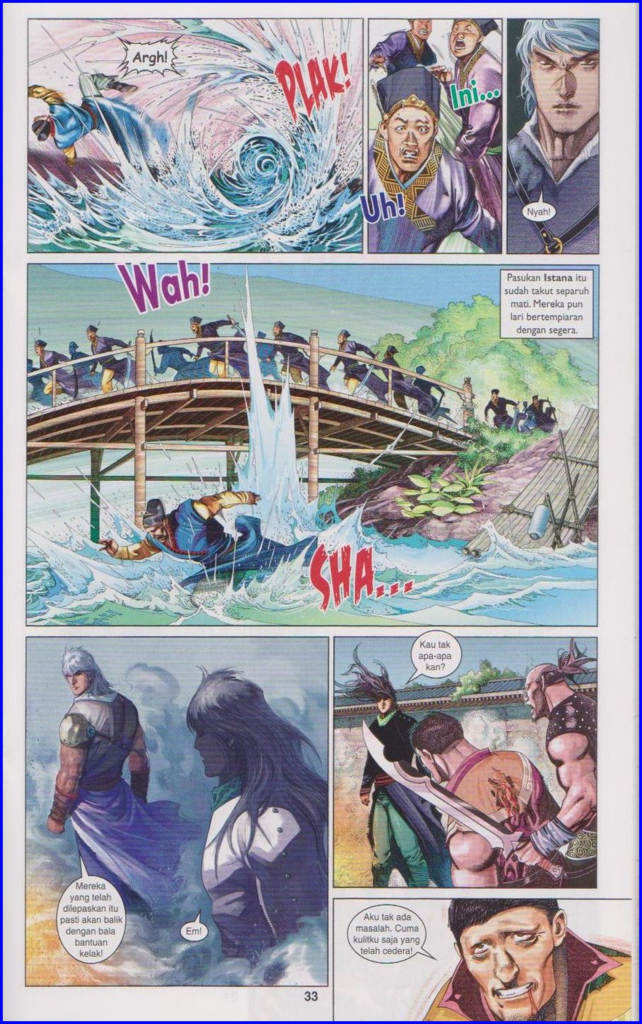 Argh!
PLAK!
Ini...
Uh!
Nyah!
Wah!
Pasukan Istana itu
sudah takut separuh
mati. Mereka pun
lari bertempiaran
dengan segera.
SHA...
Mereka
yang telah
dilepaskan itu
pasti akan balik
dengan bala
bantuan
kelak!
Em!
Kau tak
apa-apa
kan?
Aku tak ada
masalah. Cuma
kulitku saja yang
telah cedera!
33